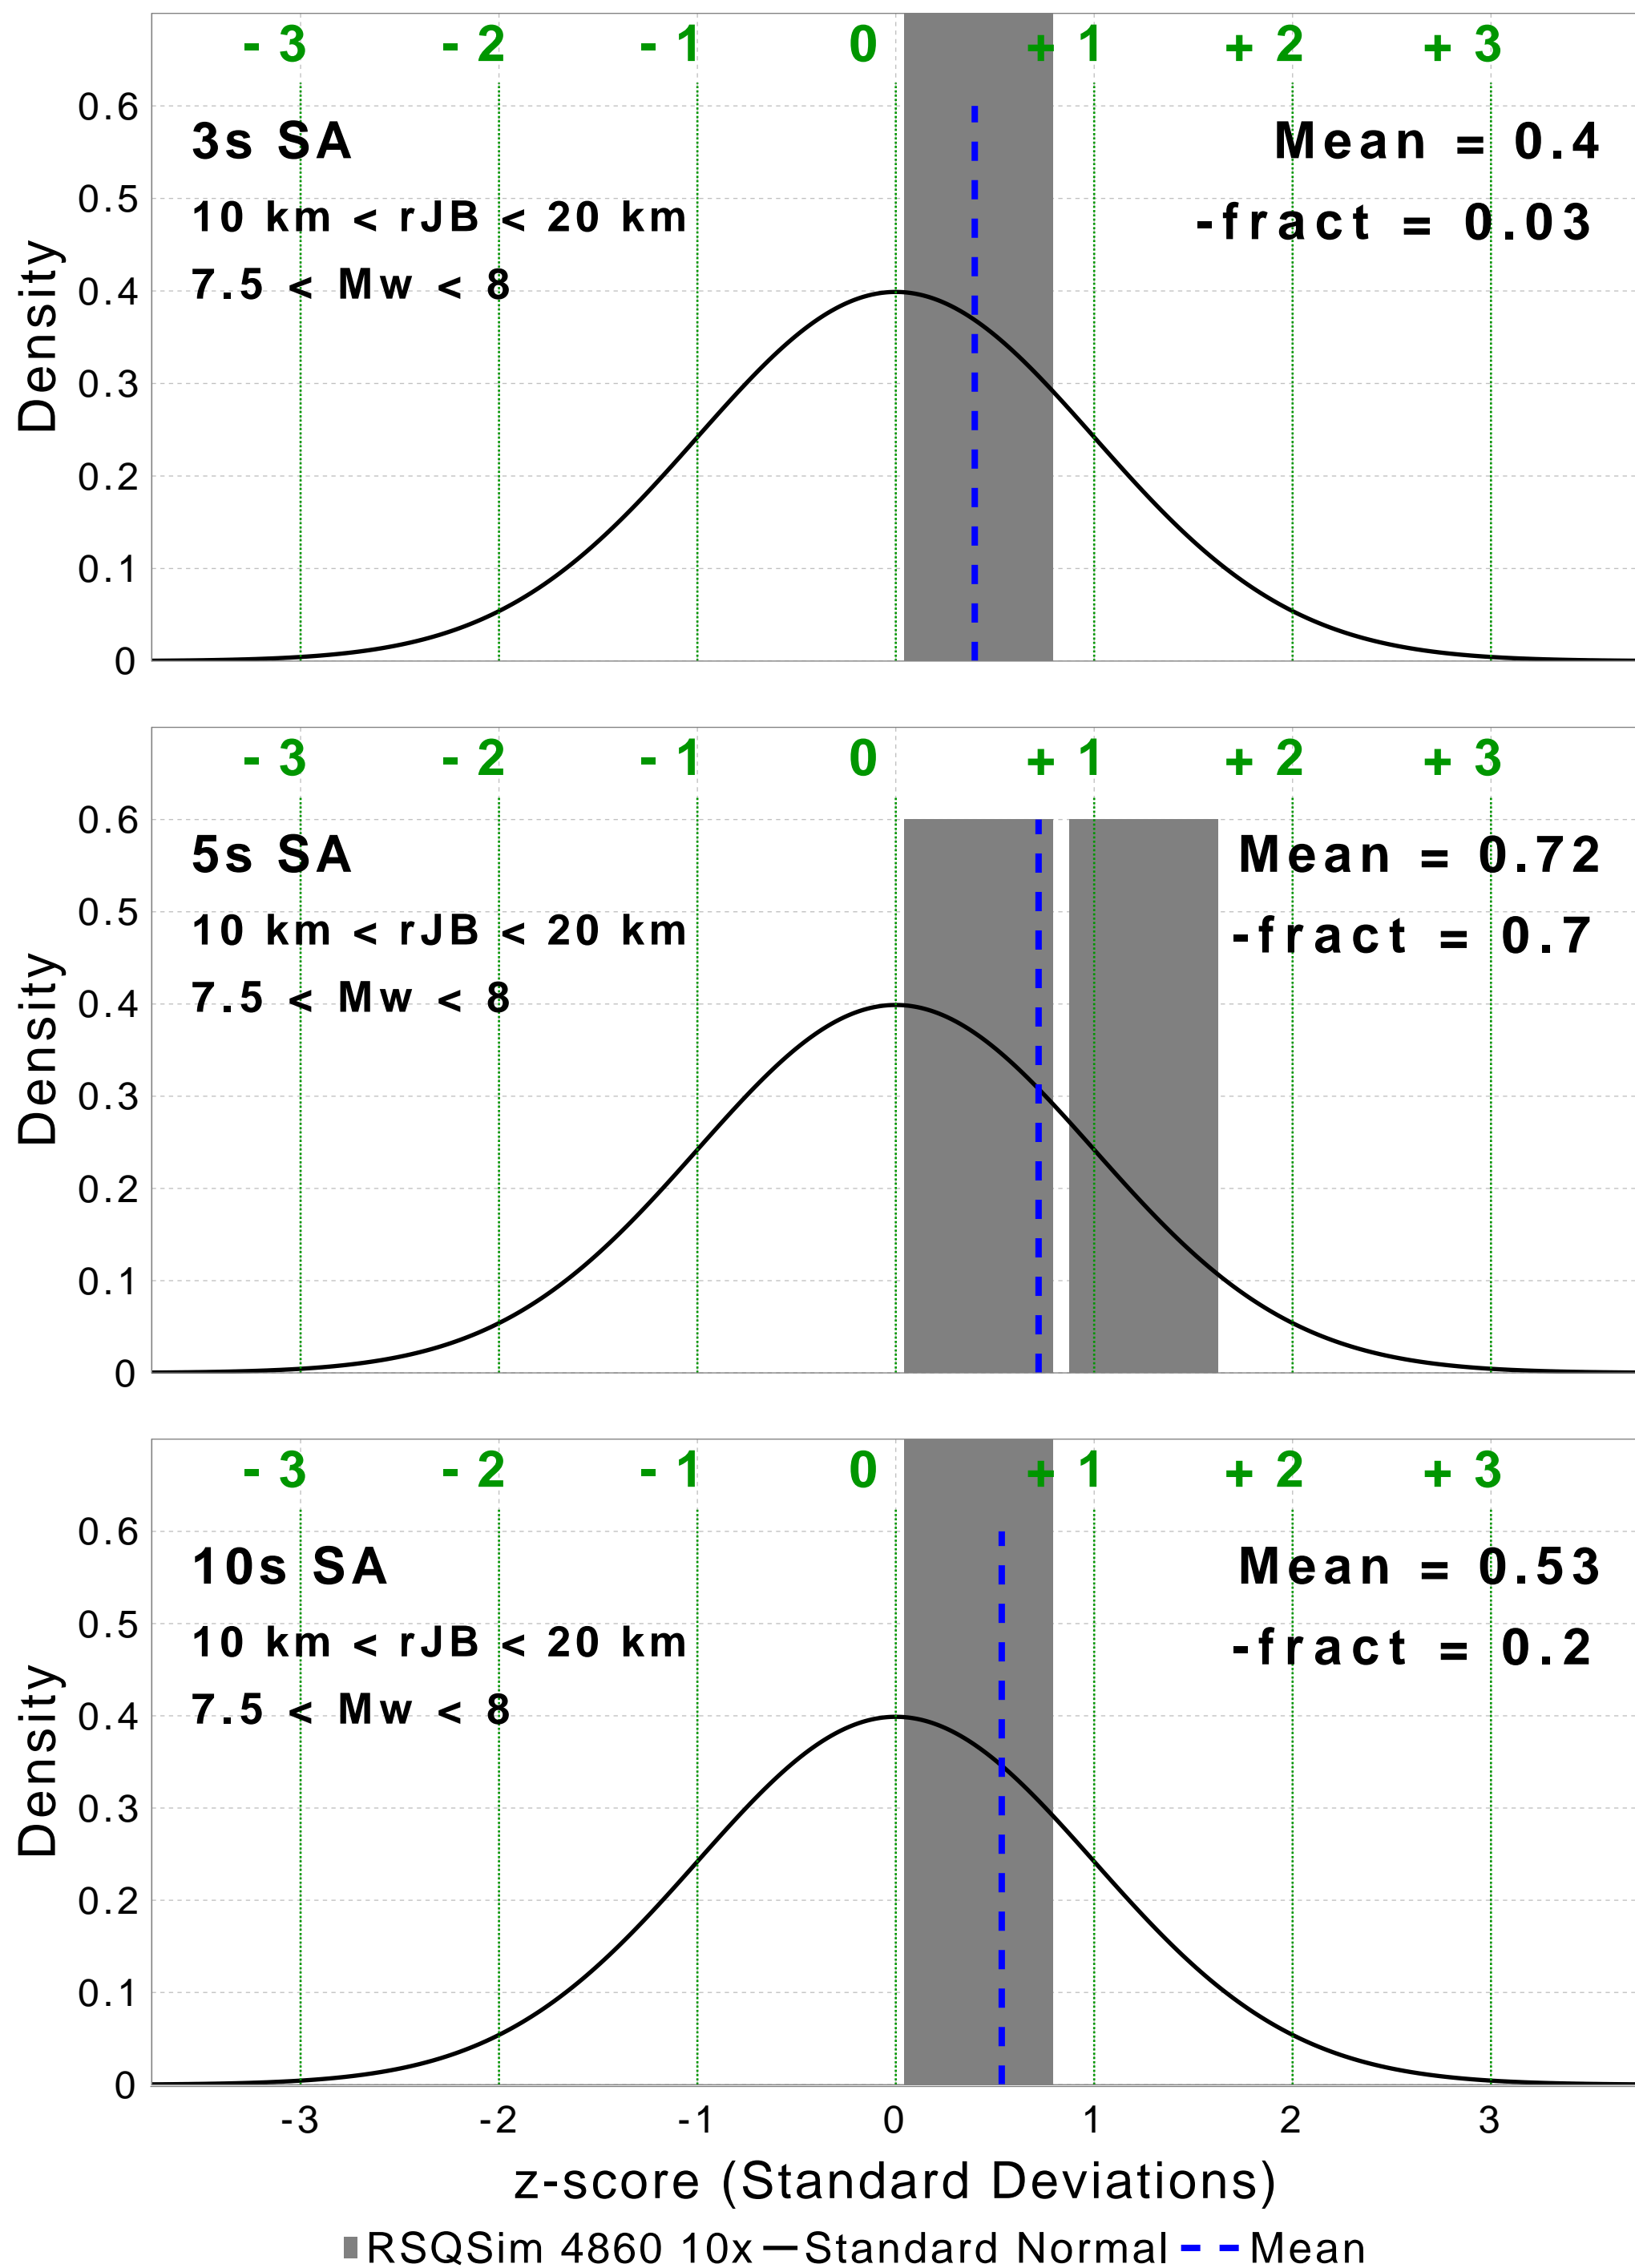 - 3 - 2 - 1 0 + 1 + 2 + 3
0.6
0.5
0.4
0.3
0.2
0.1
0
Density
3s SA
10 km < rJB < 20 km
7.5 < Mw < 8
Mean = 0.4
-fract = 0.03
- 3 - 2 - 1 0 + 1 + 2 + 3
0.6
0.5
0.4
0.3
0.2
0.1
0
Density
5s SA
10 km < rJB < 20 km
7.5 < Mw < 8
Mean = 0.72
-fract = 0.7
- 3 - 2 - 1 0 + 1 + 2 + 3
0.6
0.5
0.4
0.3
0.2
0.1
0
Density
10s SA
10 km < rJB < 20 km
7.5 < Mw < 8
Mean = 0.53
-fract = 0.2
-3 -2 -1 0 1 2 3
z-score (Standard Deviations)
RSQSim 4860 10x Standard Normal Mean